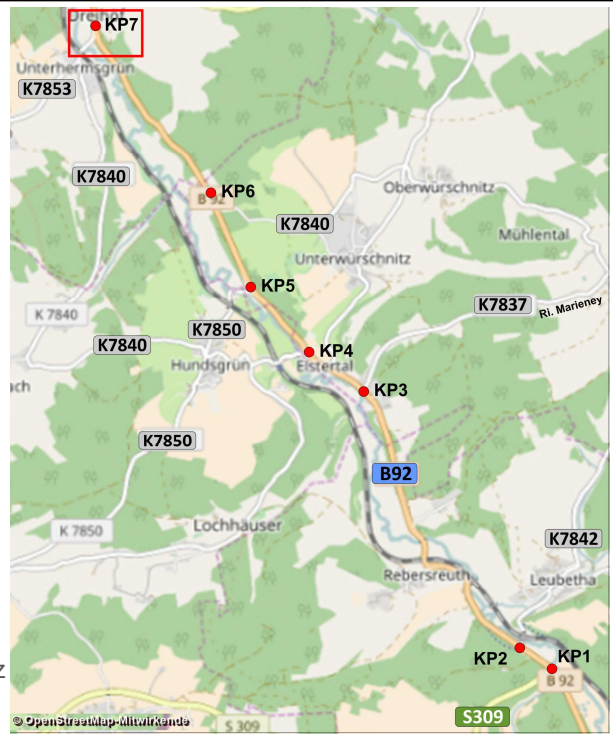 Dreihof
KP7
Unterhermsgrün
K7853
K7840
KP6
B 92
Oberwürschnitz
K7840
Mühlental
Unterwürschnitz
KP5
K7837
Ri. Marieney
K 7840
K7850
K7840
KP4
Hundsgrün
Elstertal
ach
KP3
K7850
B92
K 7850
Lochhäuser
K7842
Rebersreuth
Leubetha
KP2
KP1
Z
B 92
S309
© OpenStreetMap-Mitwirkende
S 309